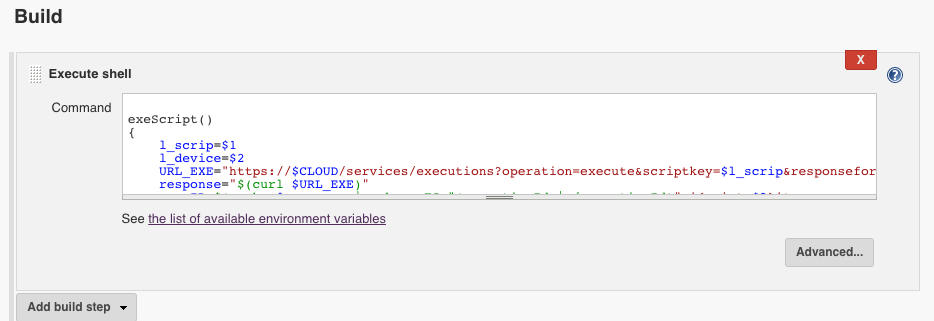 Build
Execute shell
X
?
Command
exeScript()
{
l_scrip=$1
l_device=$2
URL_EXE="https://$CLOUD/services/executions?operation=execute&scriptkey=$l_scrip&responsefor
response="$(curl $URL_EXE)"
See the list of available environment variables
Advanced...
Add build step